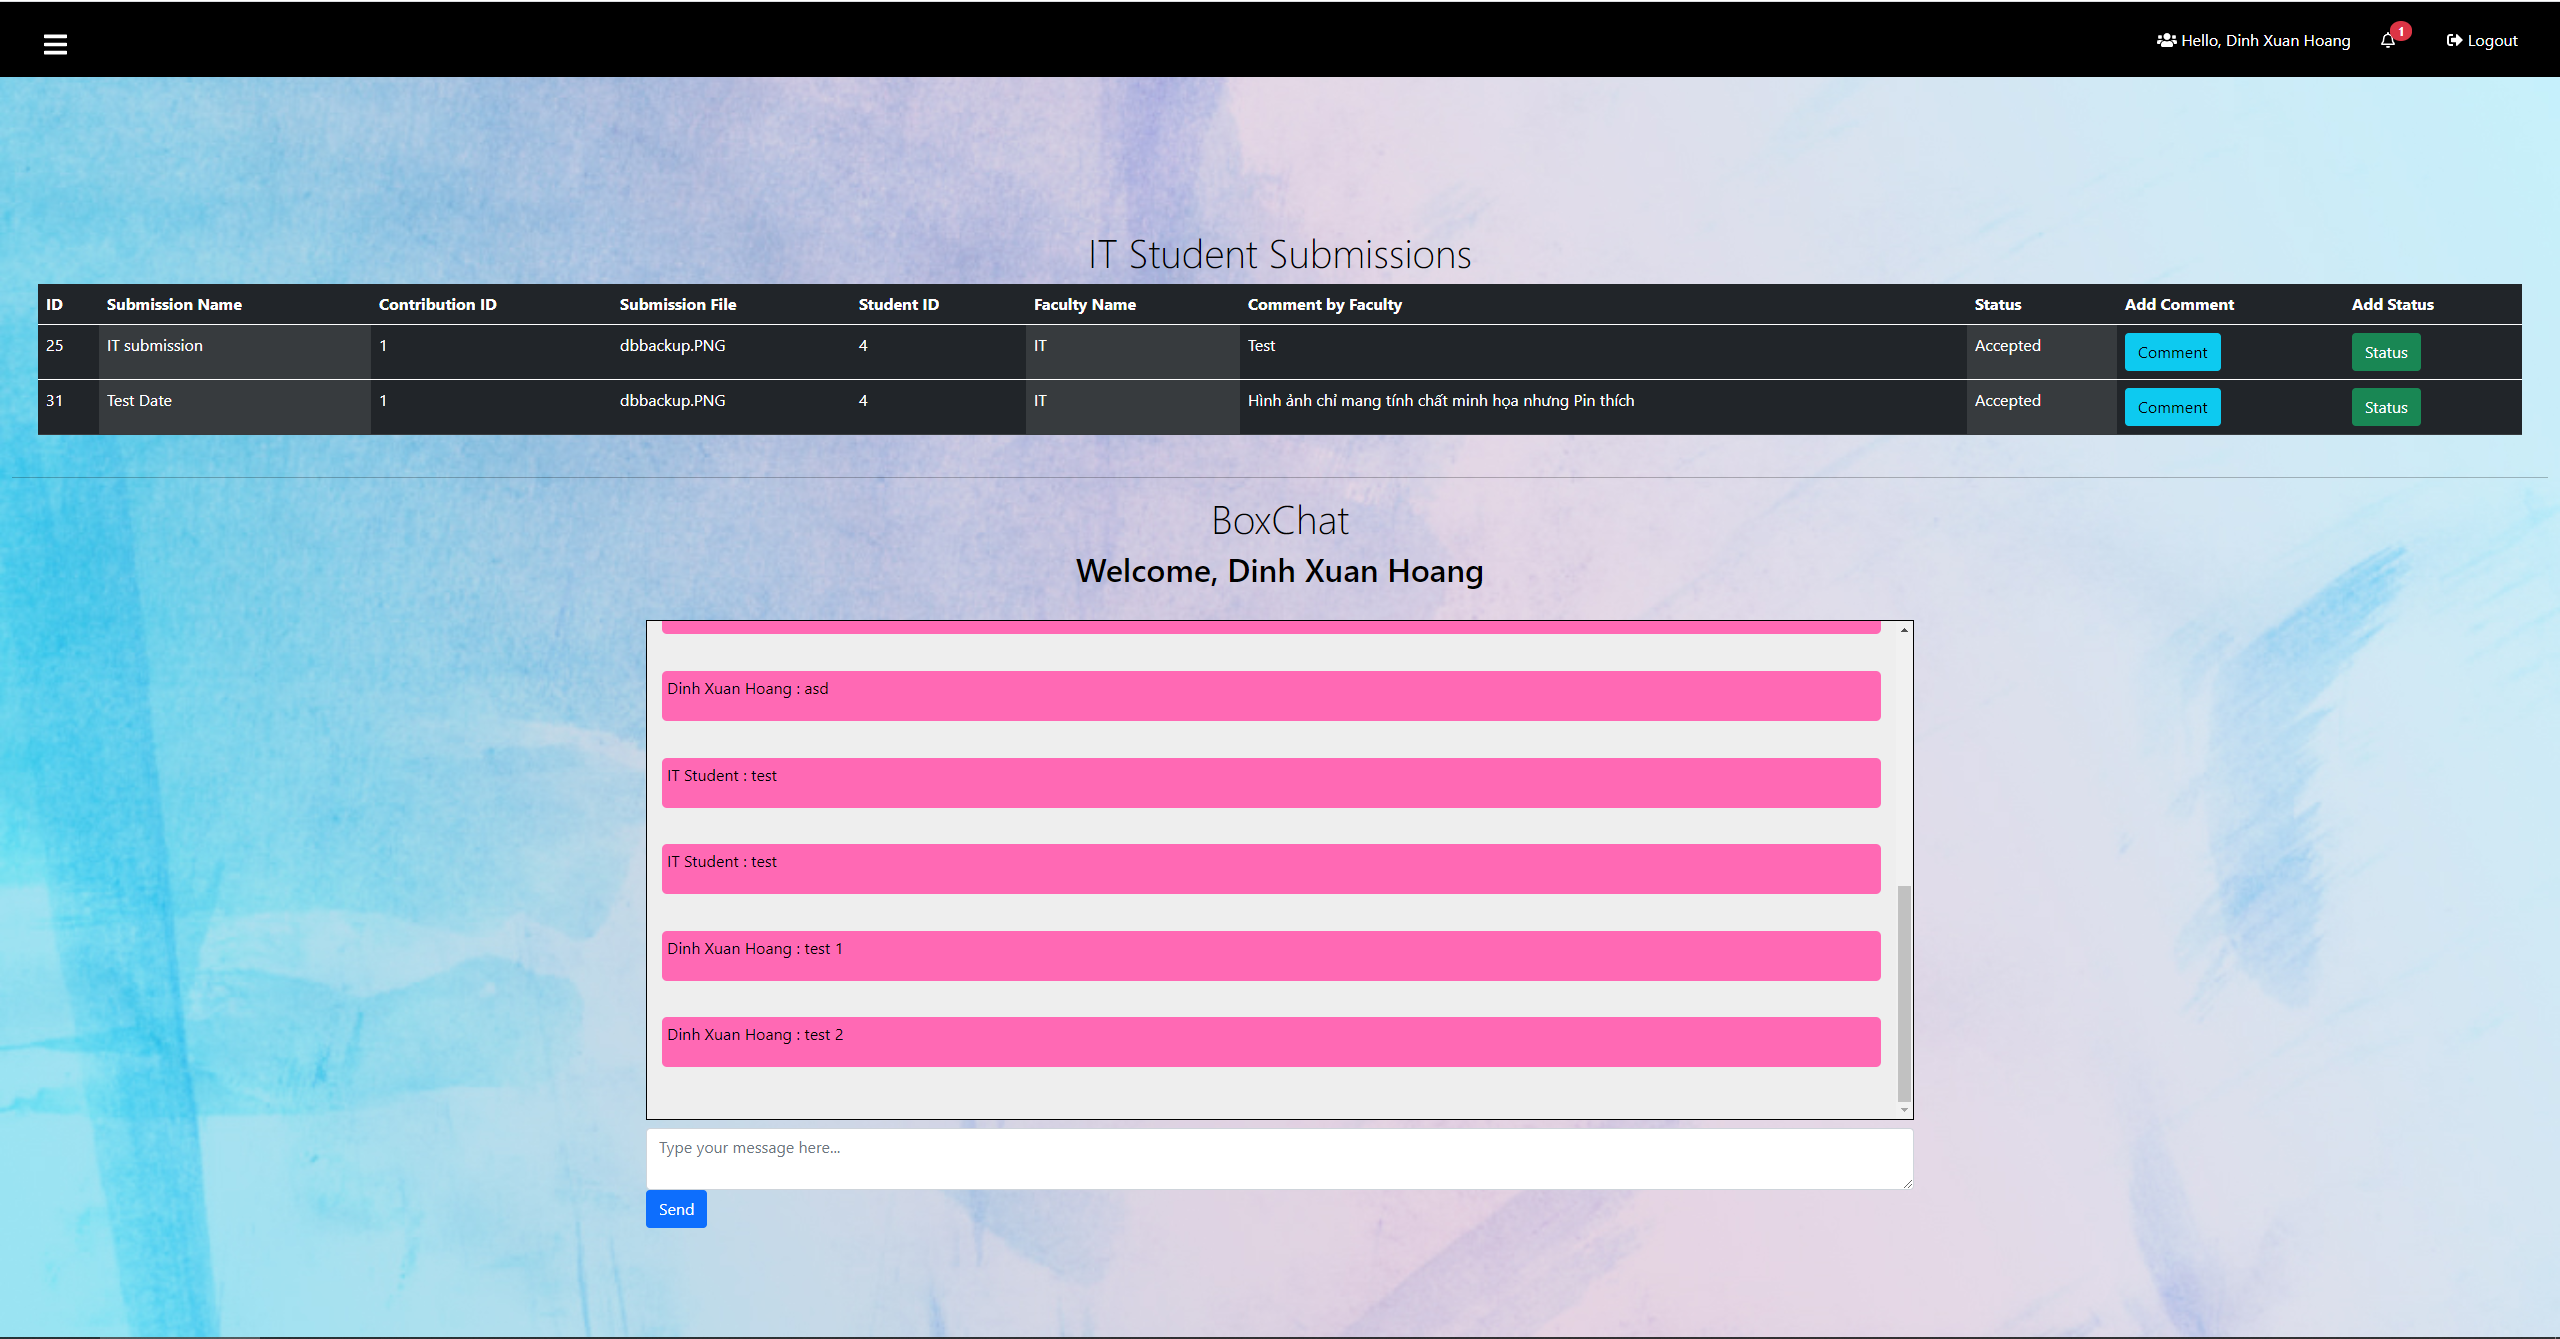 Hello, Dinh Xuan Hoang 1 Logout
IT Student Submissions
ID Submission Name Contribution ID Submission File Student ID Faculty Name Comment by Faculty Status Add Comment Add Status
25 IT submission 1 dbbackup.PNG 4 IT Test Accepted Comment Status
31 Test Date 1 dbbackup.PNG 4 IT Hình ảnh chỉ mang tính chất minh họa nhưng Pin thích Accepted Comment Status
BoxChat
Welcome, Dinh Xuan Hoang
Dinh Xuan Hoang : asd
IT Student : test
IT Student : test
Dinh Xuan Hoang : test 1
Dinh Xuan Hoang : test 2
Type your message here...
Send